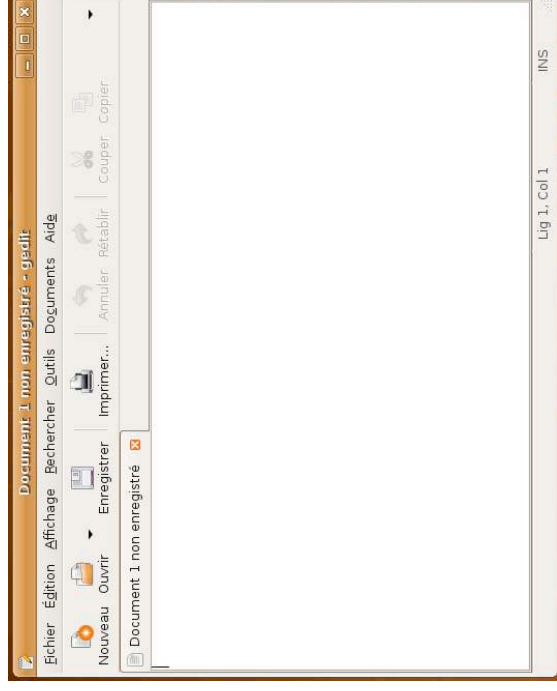 Document 1 non enregistré - gedit
Fichier Édition Affichage Rechercher Outils Documents Aide
Nouveau Ouvrir Enregistrer Imprimer... Annuler Rétablir Couper Copier
Document 1 non enregistré
Lig 1, Col 1 INS